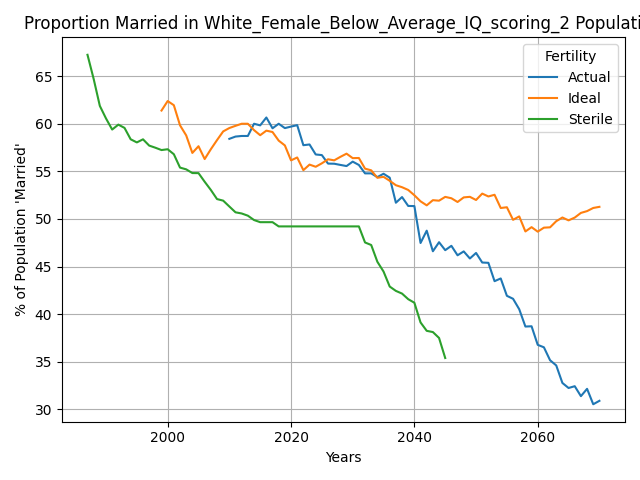 Proportion Married in White_Female_Below_Average_IQ_scoring_2 Populati
Fertility
Actual
Ideal
Sterile
% of Population 'Married'
65
60
55
50
45
40
35
30
2000
2020
2040
2060
Years